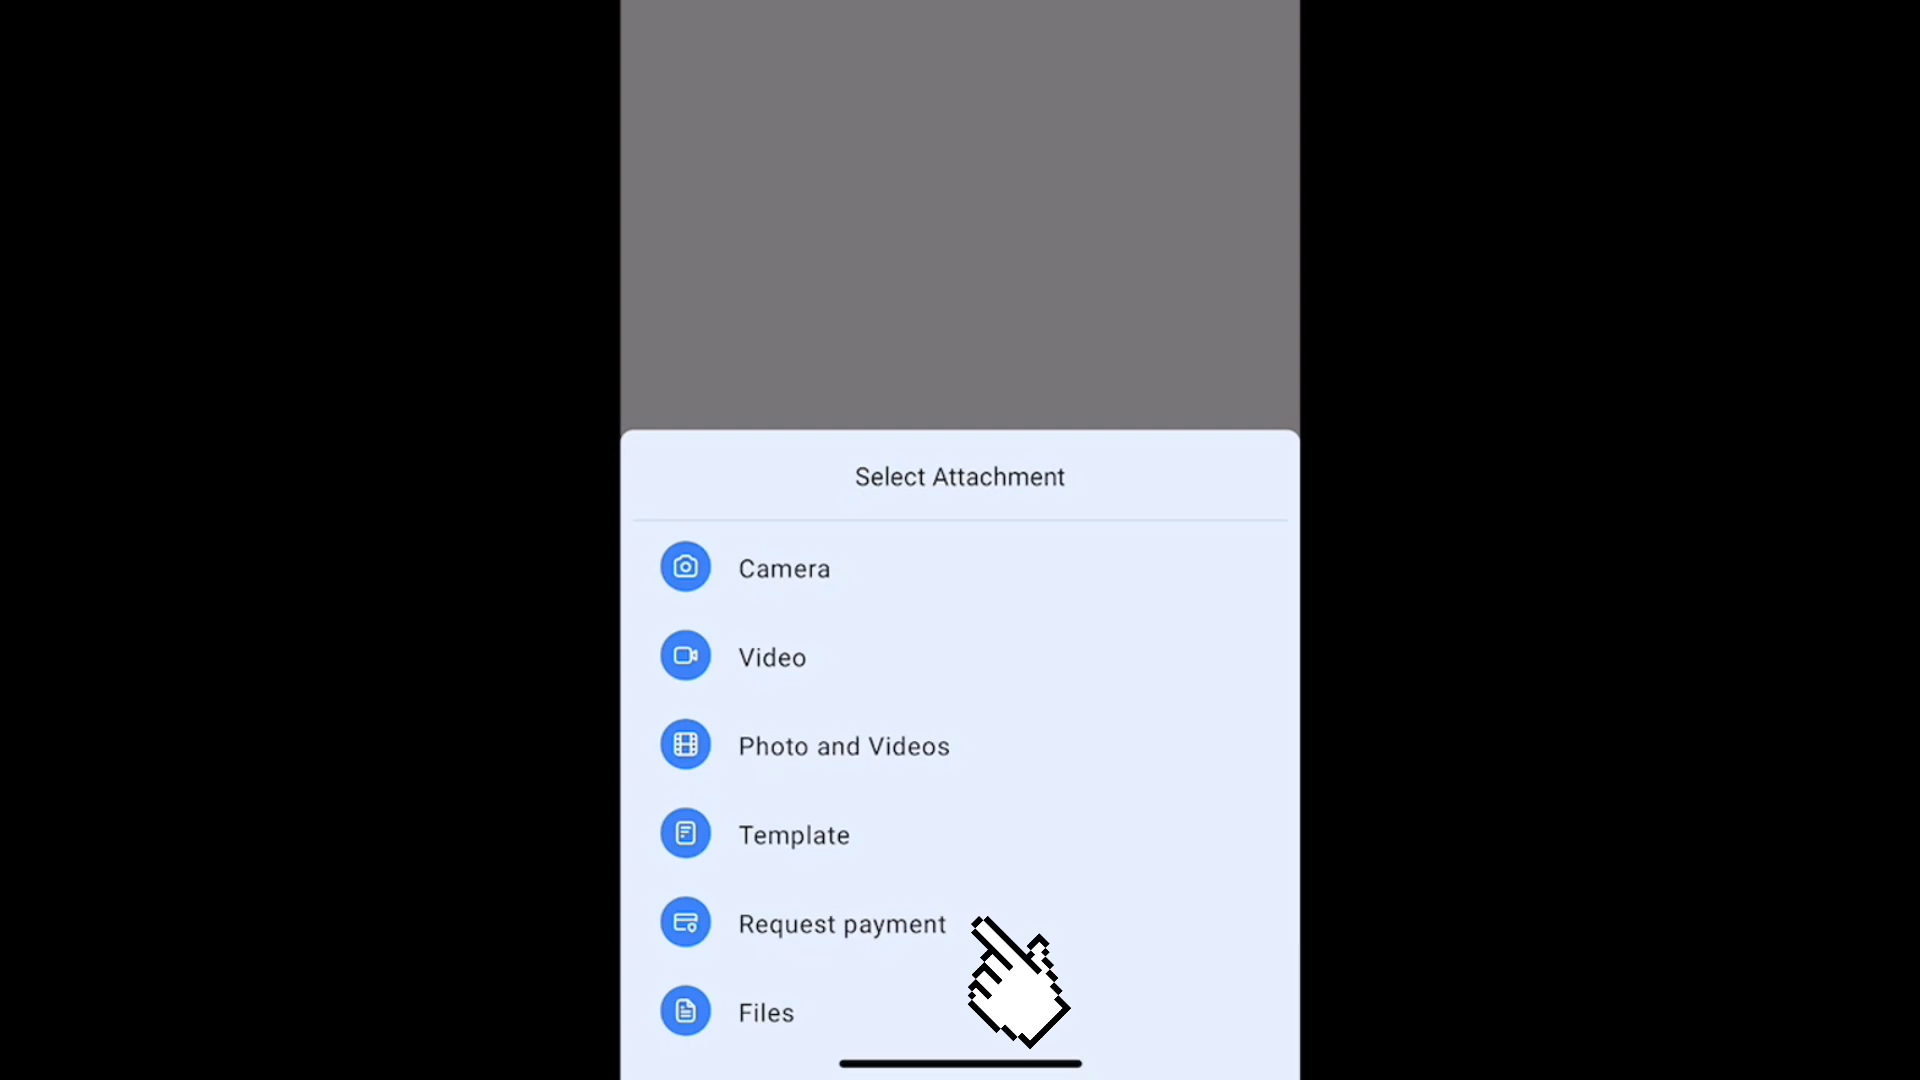 Select Attachment
Camera
Video
Photo and Videos
Template
Request payment
Files